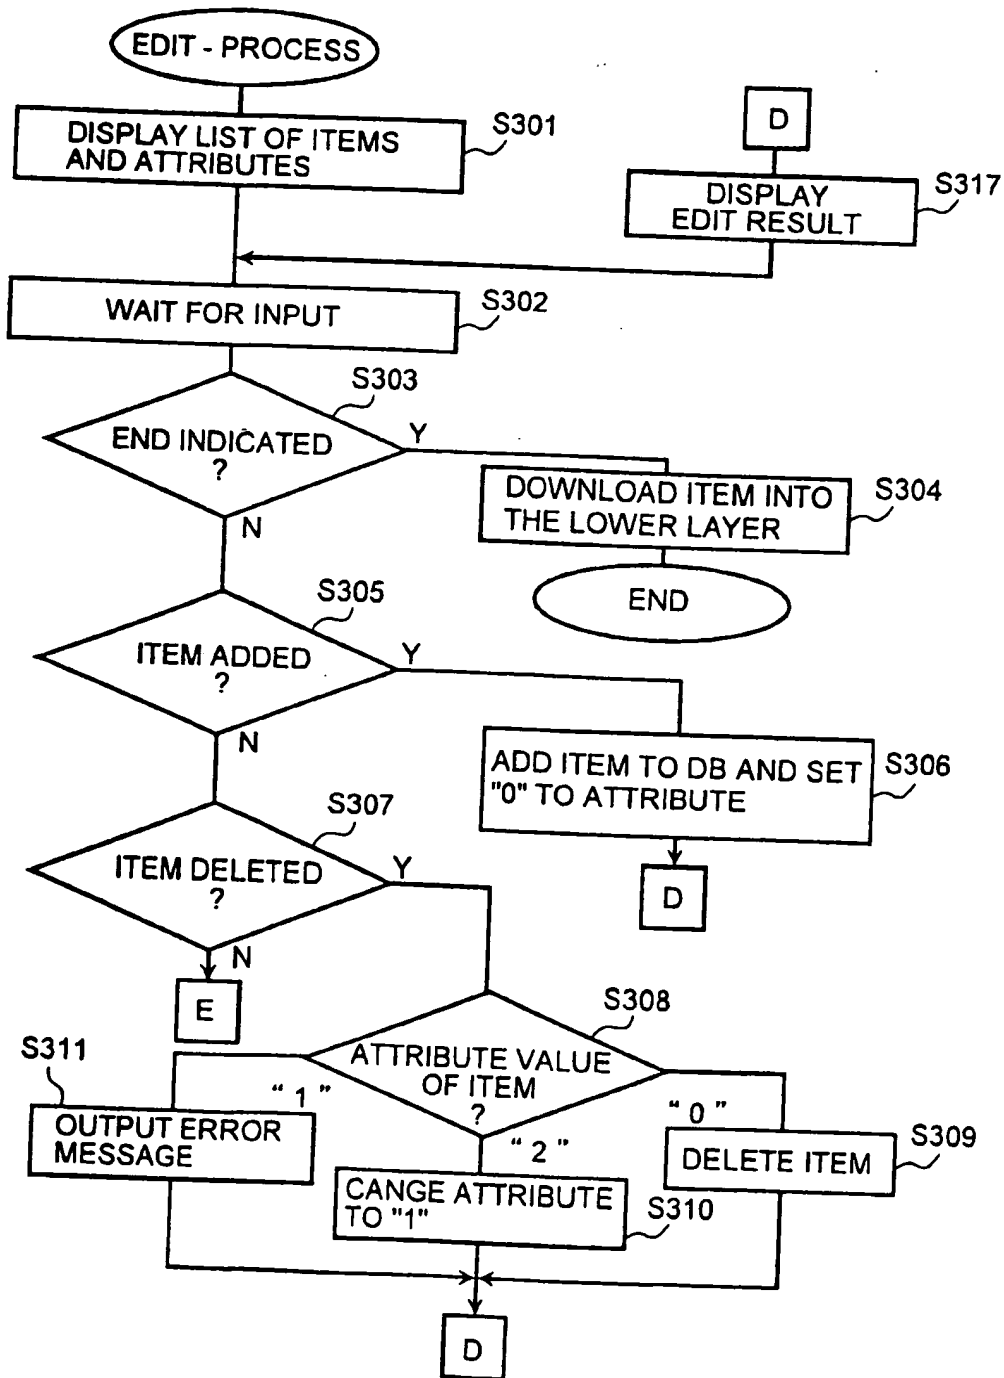 EDIT - PROCESS
DISPLAY LIST OF ITEMS
AND ATTRIBUTES
S301
D
DISPLAY
EDIT RESULT
S317
WAIT FOR INPUT
S302
S303
END INDICATED
?
Y
N
DOWNLOAD ITEM INTO
THE LOWER LAYER
S304
END
S305
ITEM ADDED
?
Y
N
ADD ITEM TO DB AND SET
"0" TO ATTRIBUTE
S306
D
S307
ITEM DELETED
?
Y
N
E
S308
ATTRIBUTE VALUE
OF ITEM
?
“ 1 ”
“ 2 ”
“ 0 ”
S311
OUTPUT ERROR
MESSAGE
CANGE ATTRIBUTE
TO "1"
S310
DELETE ITEM
S309
D